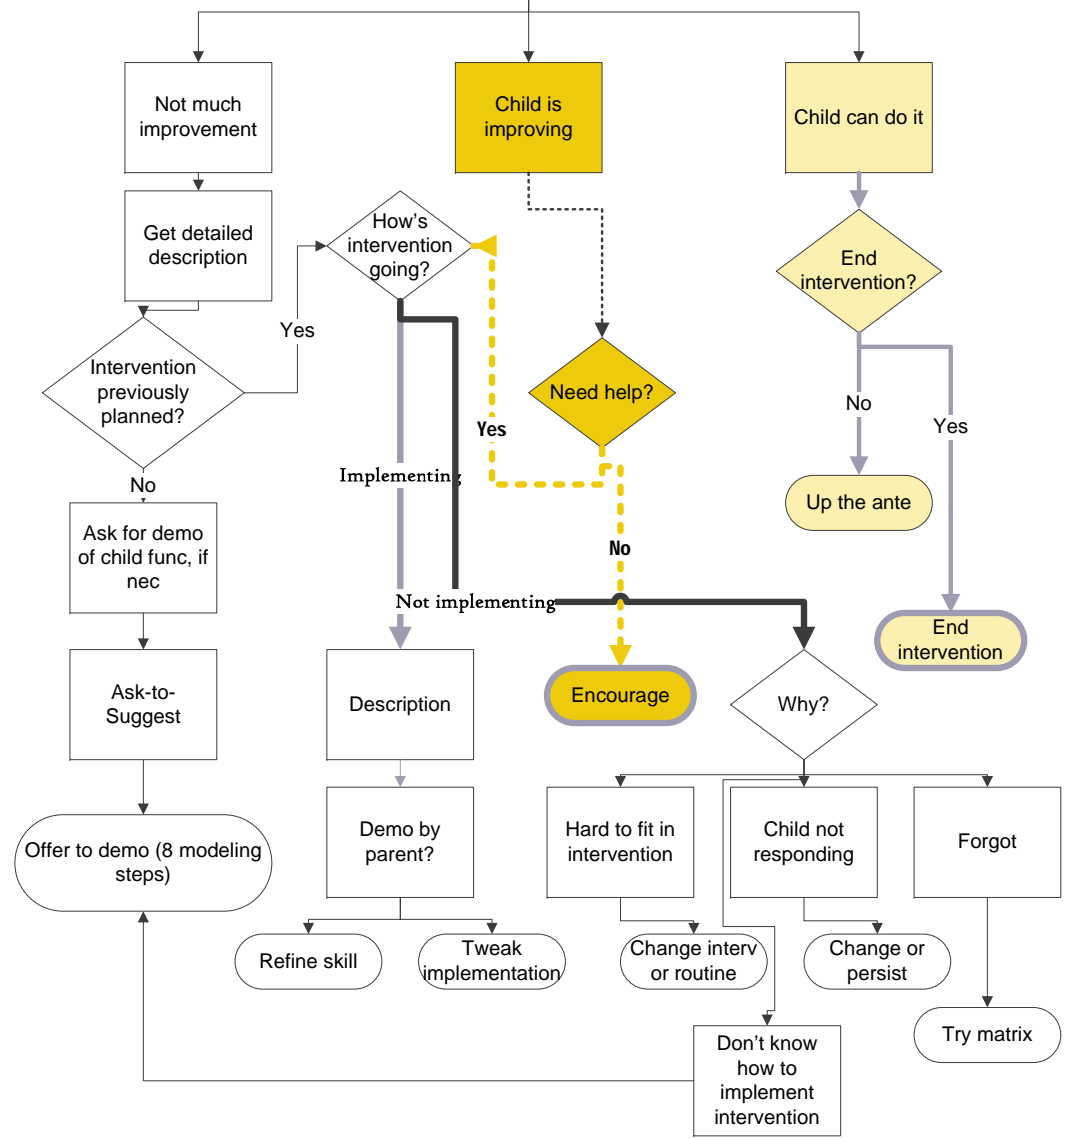 Not much
improvement
Child is
improving
Child can do it
Get detailed
description
How's
intervention
going?
End
intervention?
Yes
Intervention
previously
planned?
Need help?
No
Yes
Yes
Implementing
No
Up the ante
Ask for demo
of child func, if
nec
No
Not implementing
End
intervention
Ask-to-
Suggest
Description
Encourage
Why?
Offer to demo (8 modeling
steps)
Demo by
parent?
Hard to fit in
intervention
Child not
responding
Forgot
Refine skill
Tweak
implementation
Change interv
or routine
Change or
persist
Try matrix
Don't know
how to
implement
intervention